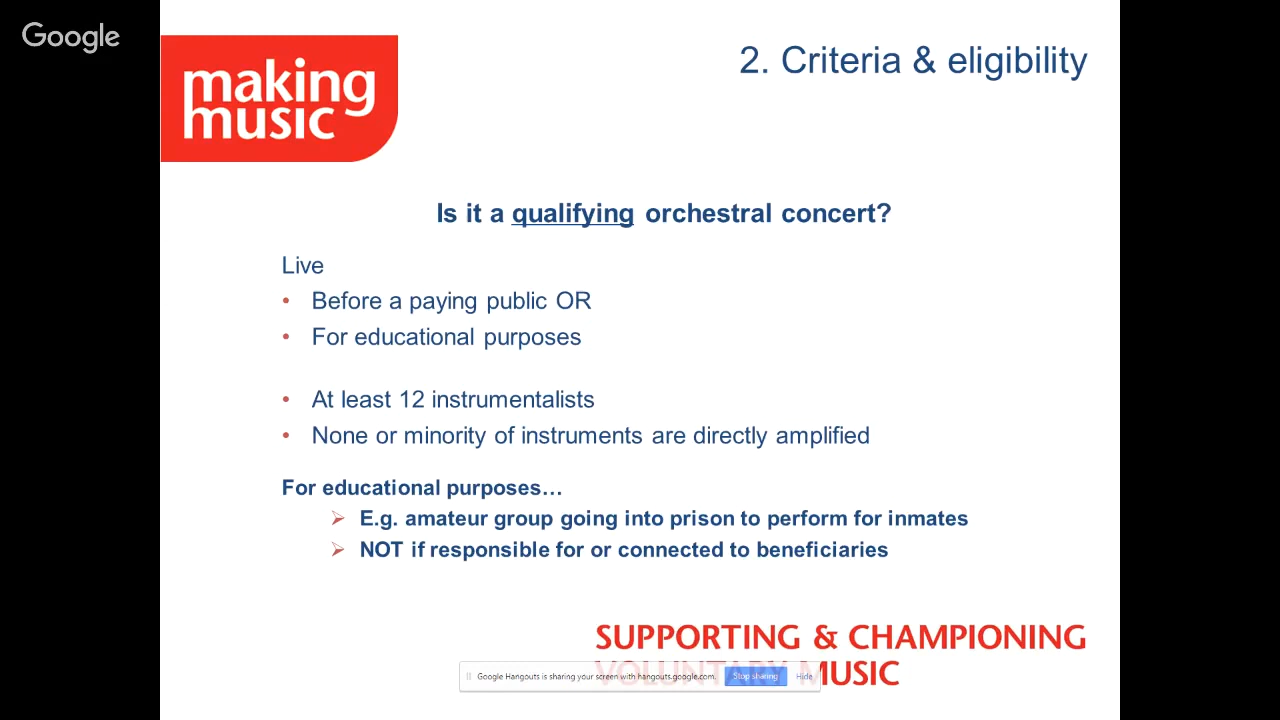 Google
making
music
2. Criteria & eligibility
Is it a qualifying orchestral concert?
Live
• Before a paying public OR
• For educational purposes
• At least 12 instrumentalists
• None or minority of instruments are directly amplified
For educational purposes…
➢ E.g. amateur group going into prison to perform for inmates
➢ NOT if responsible for or connected to beneficiaries
SUPPORTING & CHAMPIONING
VOLUNTARY MUSIC
Google Hangouts is sharing your screen with hangouts.google.com. Stop sharing Hide